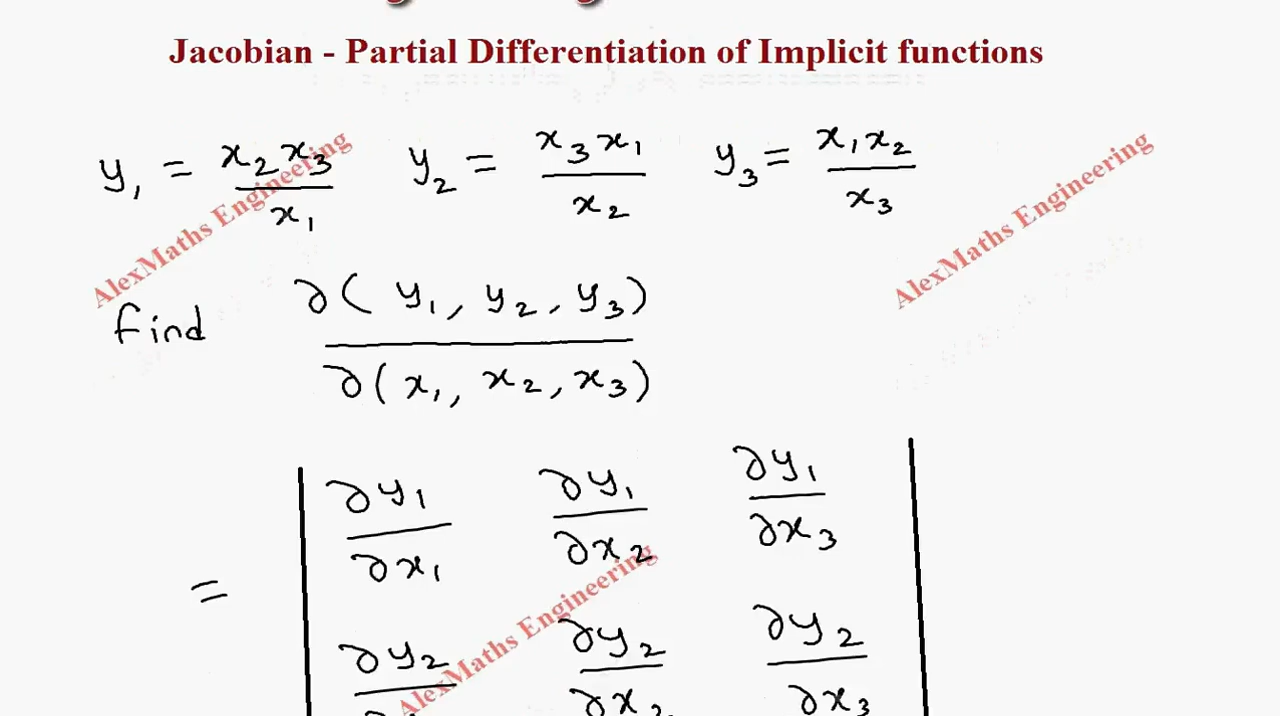 Jacobian - Partial Differentiation of Implicit functions
y₁ = x₂x₃/x₁ y₂ = x₃x₁/x₂ y₃ = x₁x₂/x₃
AlexMaths Engineering
AlexMaths Engineering
find ∂(y₁, y₂, y₃)/∂(x₁, x₂, x₃)
= | ∂y₁/∂x₁ ∂y₁/∂x₂ ∂y₁/∂x₃ |
∂y₂ ∂y₂/∂x₂ ∂y₂/∂x₃
AlexMaths Engineering